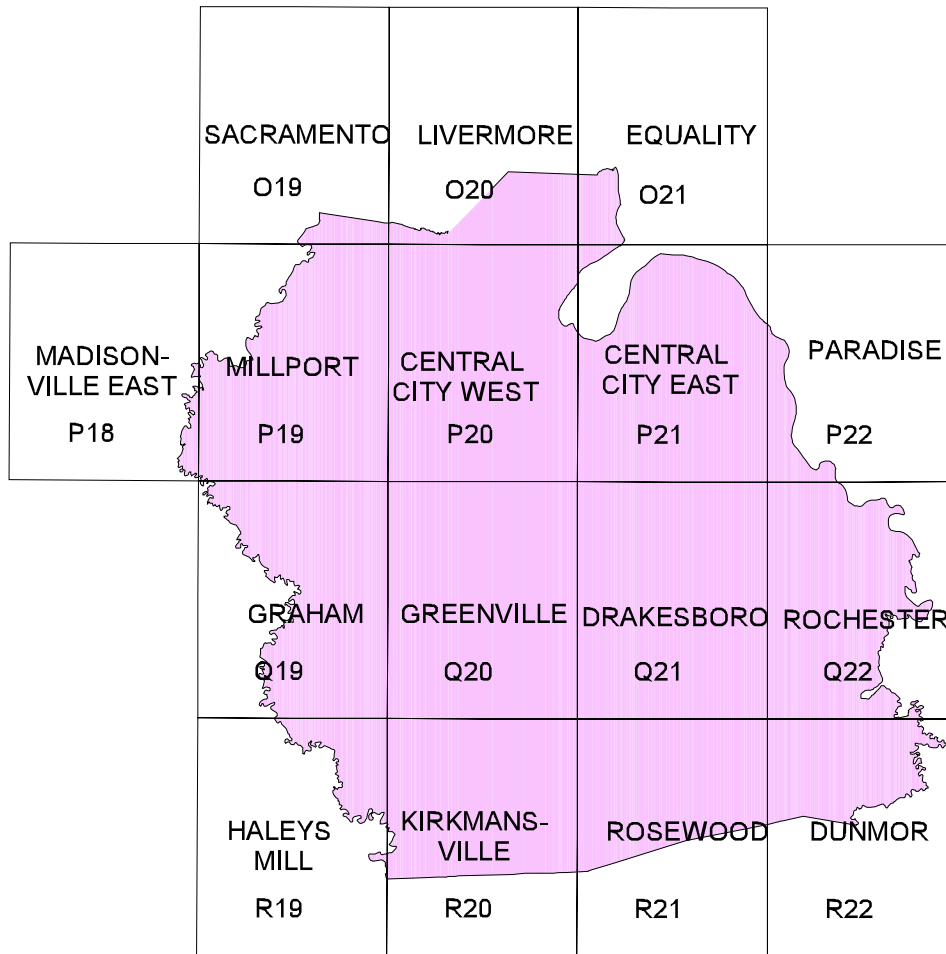 SACRAMENTO
O19
LIVERMORE
O20
EQUALITY
O21
MADISON-
VILLE EAST
P18
MILLPORT
P19
CENTRAL
CITY WEST
P20
CENTRAL
CITY EAST
P21
PARADISE
P22
GRAHAM
Q19
GREENVILLE
Q20
DRAKESBORO
Q21
ROCHESTER
Q22
HALEYS
MILL
R19
KIRKMANS-
VILLE
R20
ROSEWOOD
R21
DUNMOR
R22